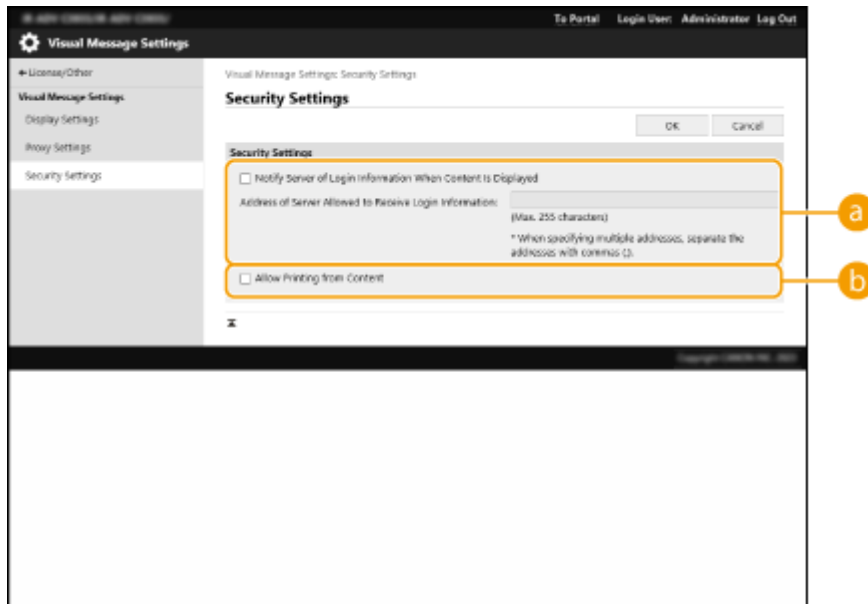 To Portal Login User: Administrator Log Out
Visual Message Settings
License/Other
Visual Message Settings: Security Settings
Visual Message Settings
Security Settings
Display Settings
OK Cancel
Proxy Settings
Security Settings
Security Settings
Notify Server of Login Information When Content Is Displayed
Address of Server Allowed to Receive Login Information:
(Max. 255 characters)
* When specifying multiple addresses, separate the
addresses with commas (,).
a
Allow Printing from Content
b